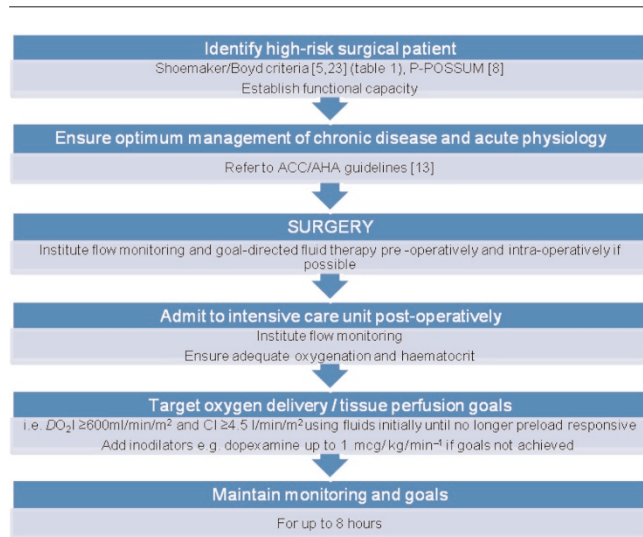 Identify high-risk surgical patient
Shoemaker/Boyd criteria [5,23] (table 1), P-POSSUM [8]
Establish functional capacity
Ensure optimum management of chronic disease and acute physiology
Refer to ACC/AHA guidelines [13]
SURGERY
Institute flow monitoring and goal-directed fluid therapy pre -operatively and intra-operatively if
possible
Admit to intensive care unit post-operatively
Institute flow monitoring
Ensure adequate oxygenation and haematocrit
Target oxygen delivery / tissue perfusion goals
i.e. DO₂I ≥600ml/min/m² and CI ≥4.5 l/min/m² using fluids initially until no longer preload responsive
Add inodilators e.g. dopexamine up to 1 mcg/kg/min⁻¹ if goals not achieved
Maintain monitoring and goals
For up to 8 hours